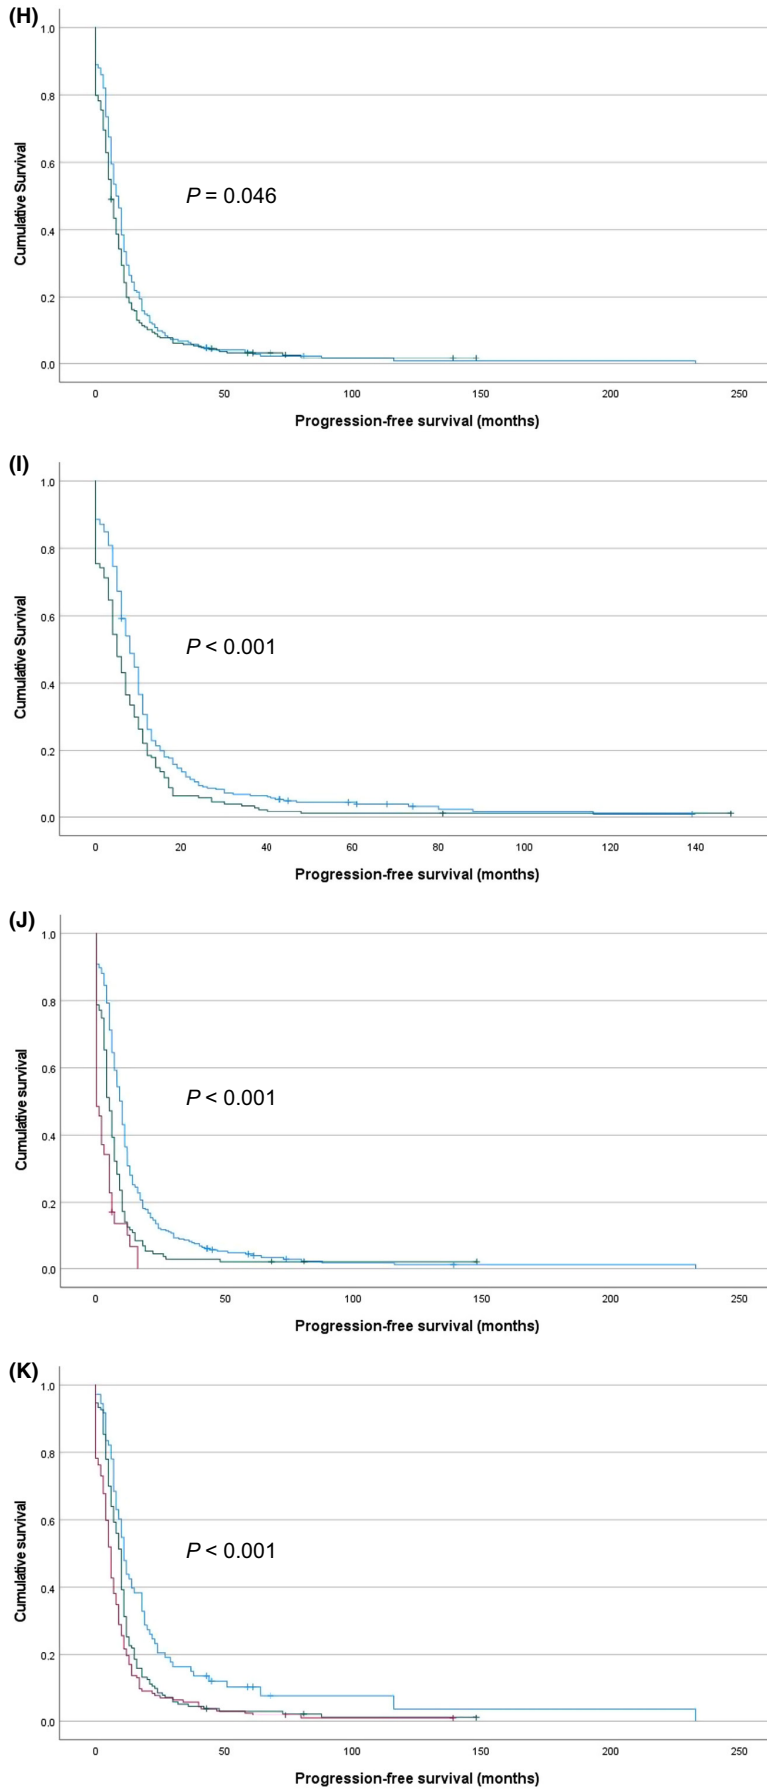 (H)
1.0
0.8
0.6
0.4
0.2
0.0
Cumulative Survival
P = 0.046
0 50 100 150 200 250
Progression-free survival (months)
(I)
1.0
0.8
0.6
0.4
0.2
0.0
Cumulative Survival
P < 0.001
0 20 40 60 80 100 120 140
Progression-free survival (months)
(J)
1.0
0.8
0.6
0.4
0.2
0.0
Cumulative survival
P < 0.001
0 50 100 150 200 250
Progression-free survival (months)
(K)
1.0
0.8
0.6
0.4
0.2
0.0
Cumulative survival
P < 0.001
0 50 100 150 200 250
Progression-free survival (months)